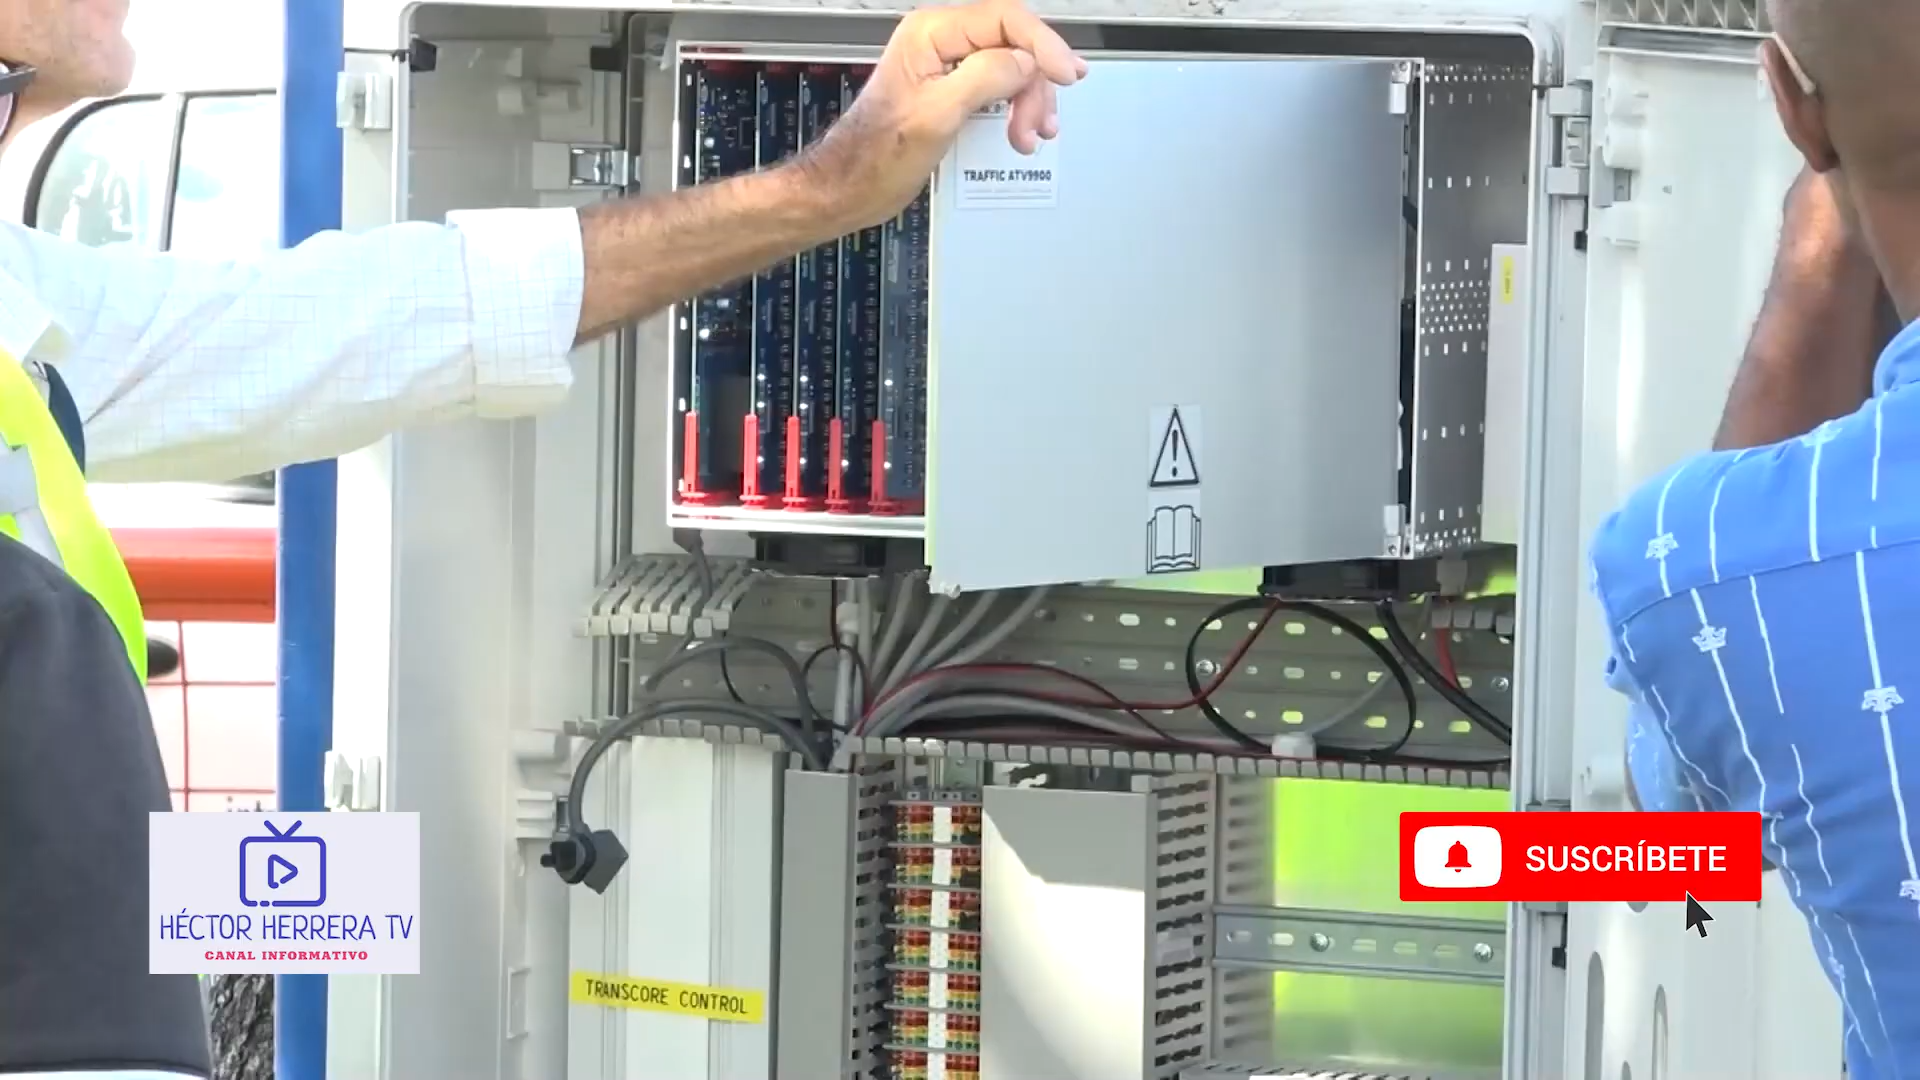 TRAFFIC ATV9900
HÉCTOR HERRERA TV
CANAL INFORMATIVO
SUSCRÍBETE
TRANSCORE CONTROL